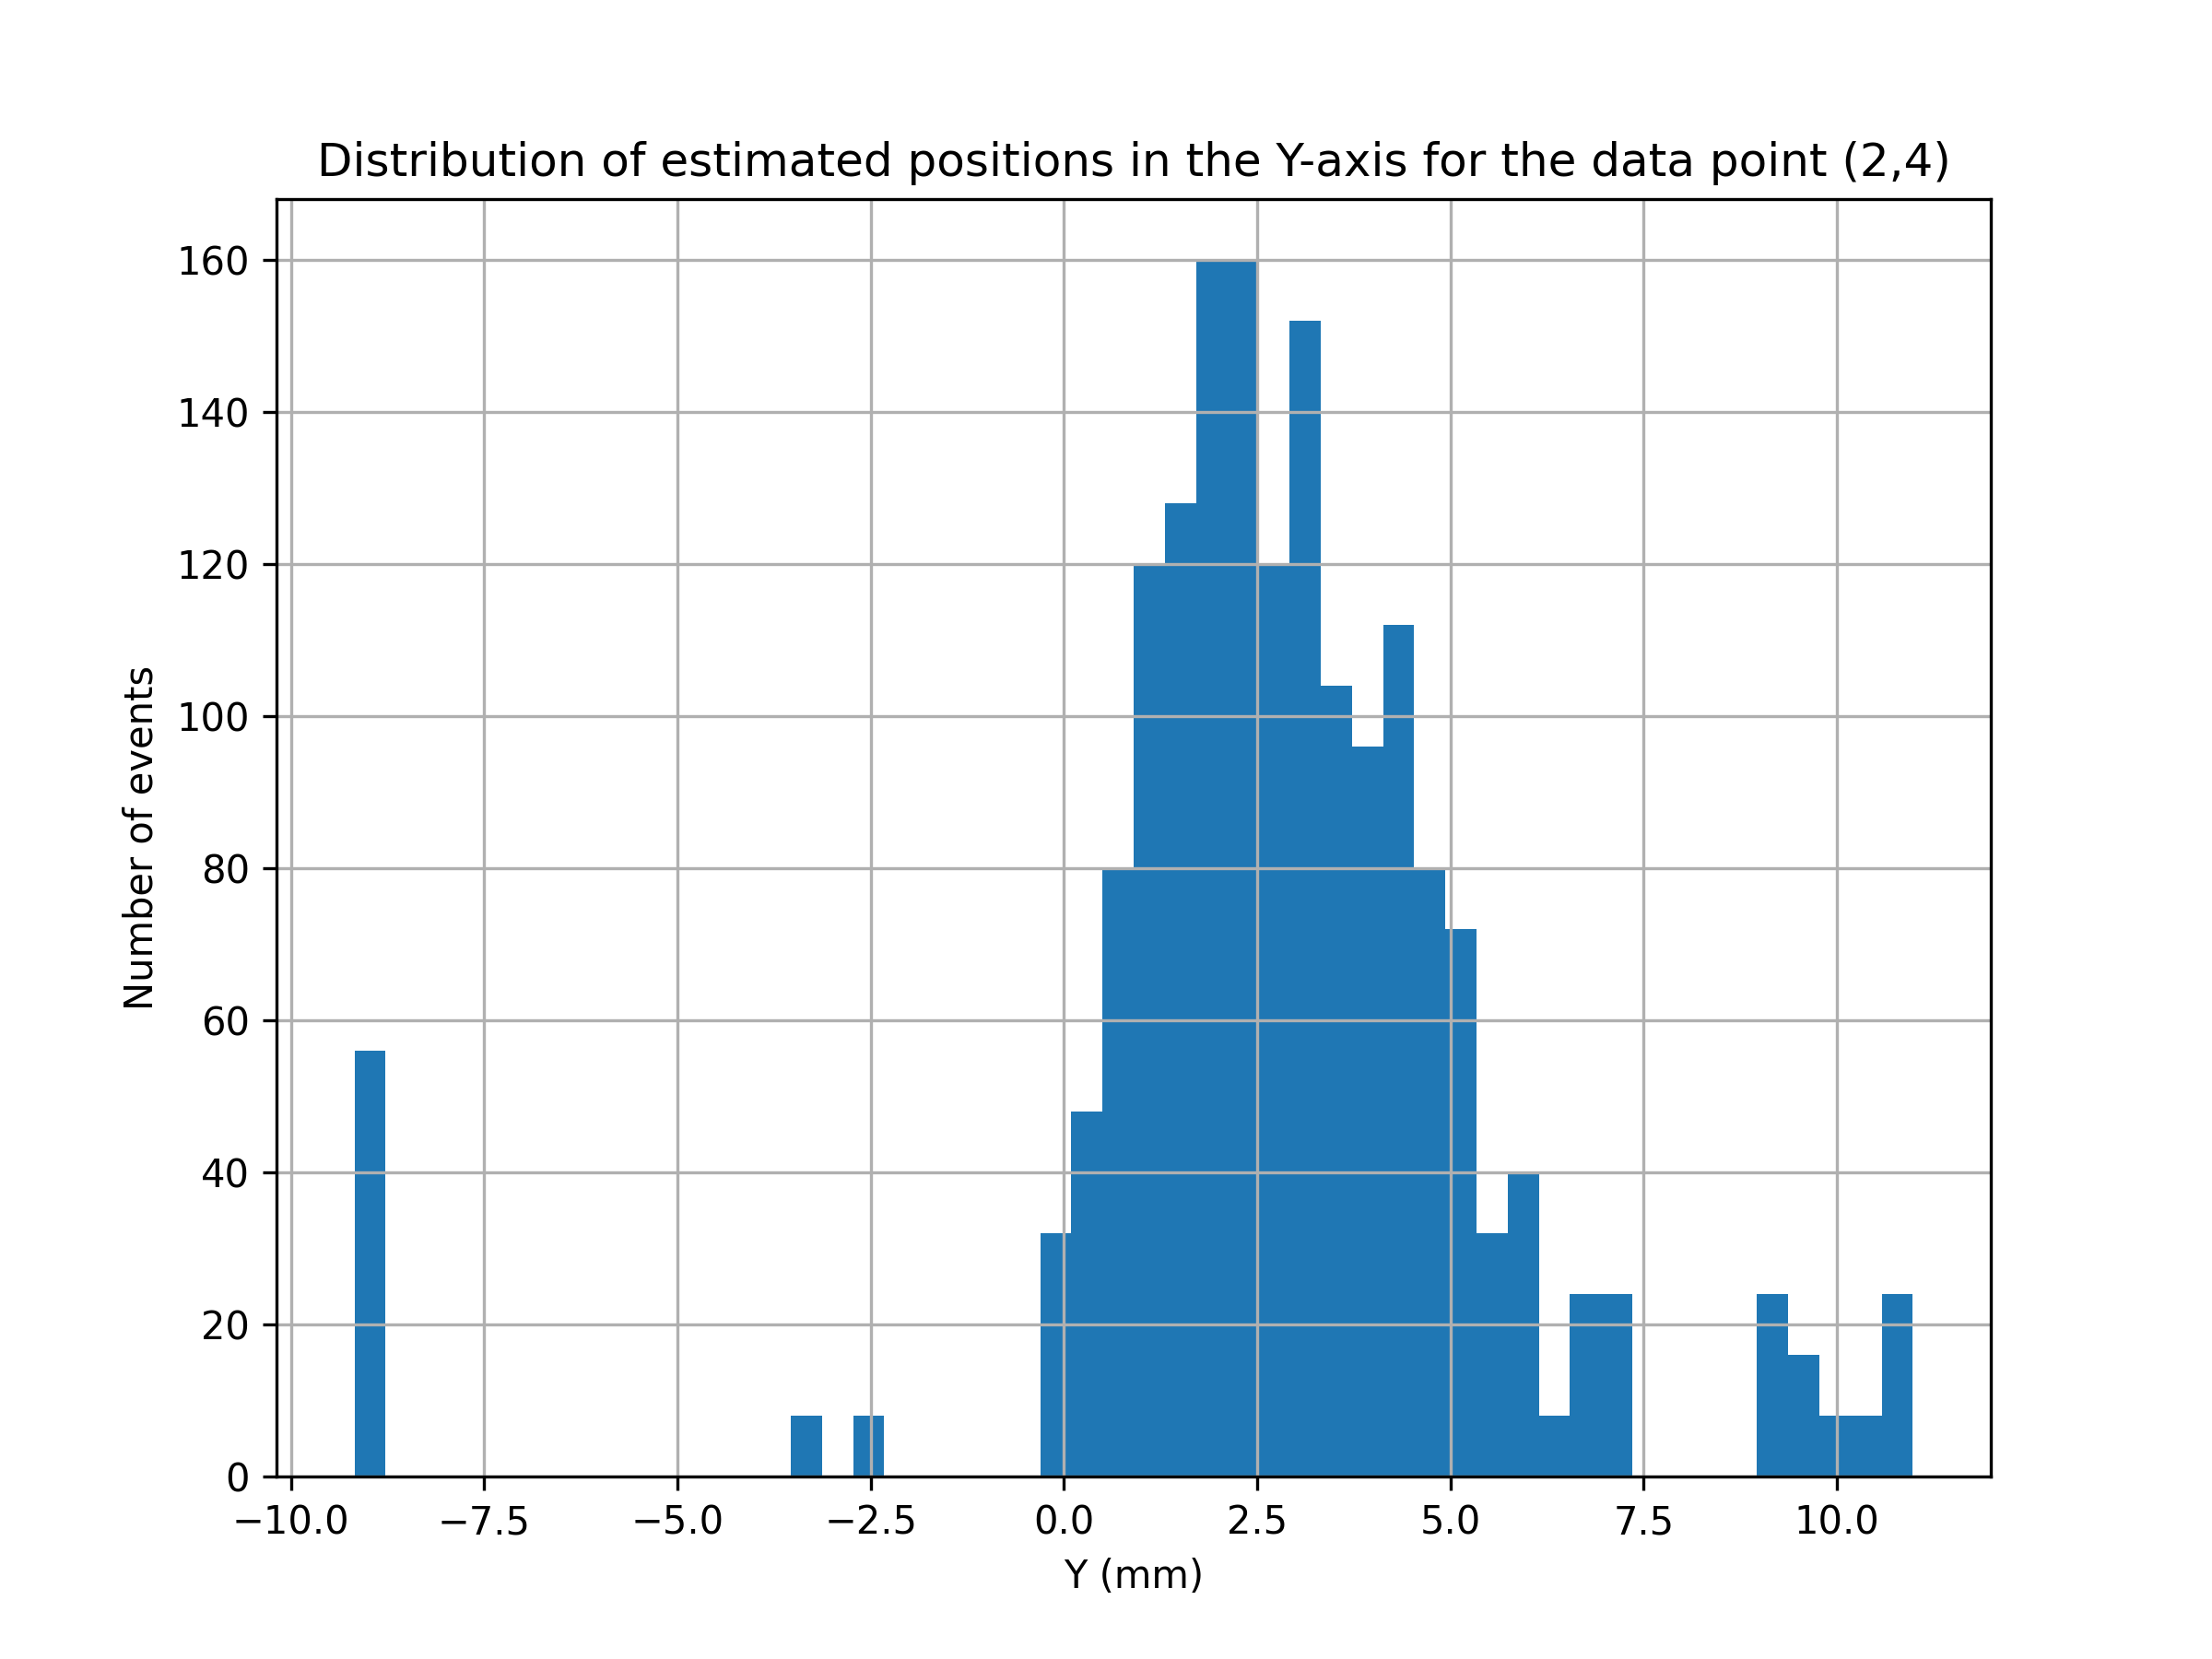 Distribution of estimated positions in the Y-axis for the data point (2,4)
160
140
120
100
80
60
40
20
0
Number of events
−10.0 −7.5 −5.0 −2.5 0.0 2.5 5.0 7.5 10.0
Y (mm)